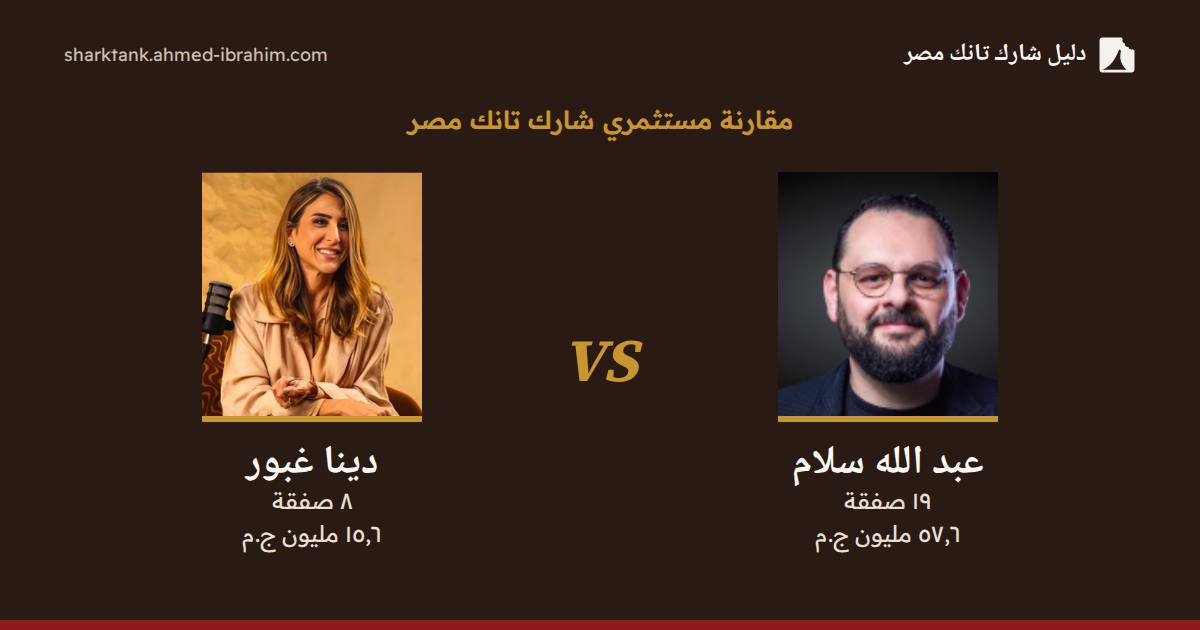 دليل شارك تانك مصر
sharktank.ahmed-ibrahim.com
مقارنة مستثمري شارك تانك مصر
عبد الله سلام
١٩ صفقة
٥٧,٦ مليون ج.م
VS
دينا غبور
٨ صفقة
١٥,٦ مليون ج.م